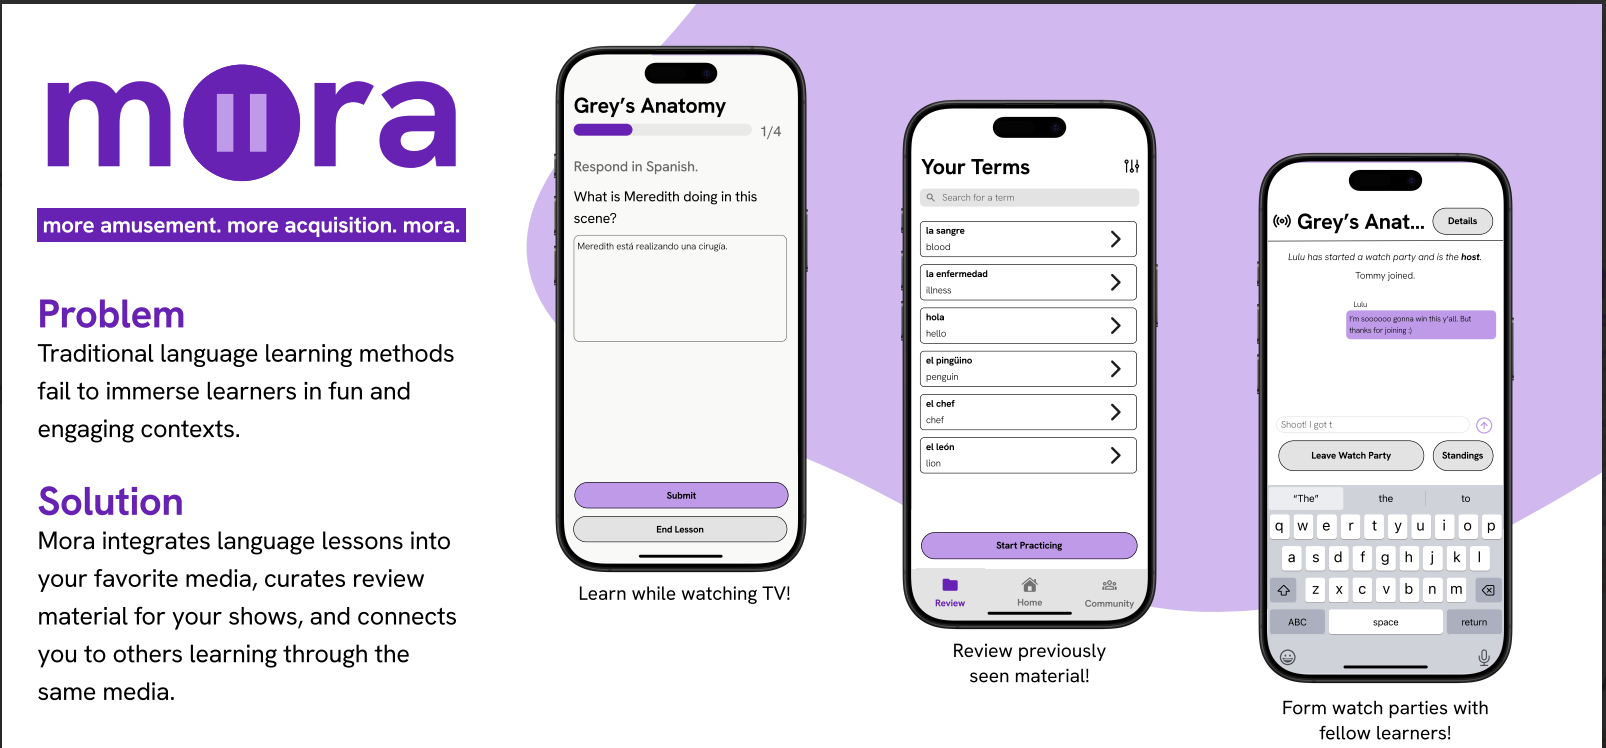 mora
more amusement. more acquisition. mora.
Problem
Traditional language learning methods
fail to immerse learners in fun and
engaging contexts.
Solution
Mora integrates language lessons into
your favorite media, curates review
material for your shows, and connects
you to others learning through the
same media.
Grey's Anatomy
1/4
Respond in Spanish.
What is Meredith doing in this
scene?
Meredith está realizando una cirugía.
Submit
End Lesson
Learn while watching TV!
Your Terms
Search for a term
la sangre
blood
la enfermedad
illness
hola
hello
el pingüino
penguin
el chef
chef
el león
lion
Start Practicing
Review Home Community
Review previously
seen material!
Grey's Anat... Details
Lulu has started a watch party and is the host.
Tommy joined.
Lulu
I'm soooooo gonna win this y'all. But
thanks for joining :)
Shoot! I got t
Leave Watch Party Standings
"The" the to
q w e r t y u i o p
a s d f g h j k l
z x c v b n m
ABC space return
Form watch parties with
fellow learners!